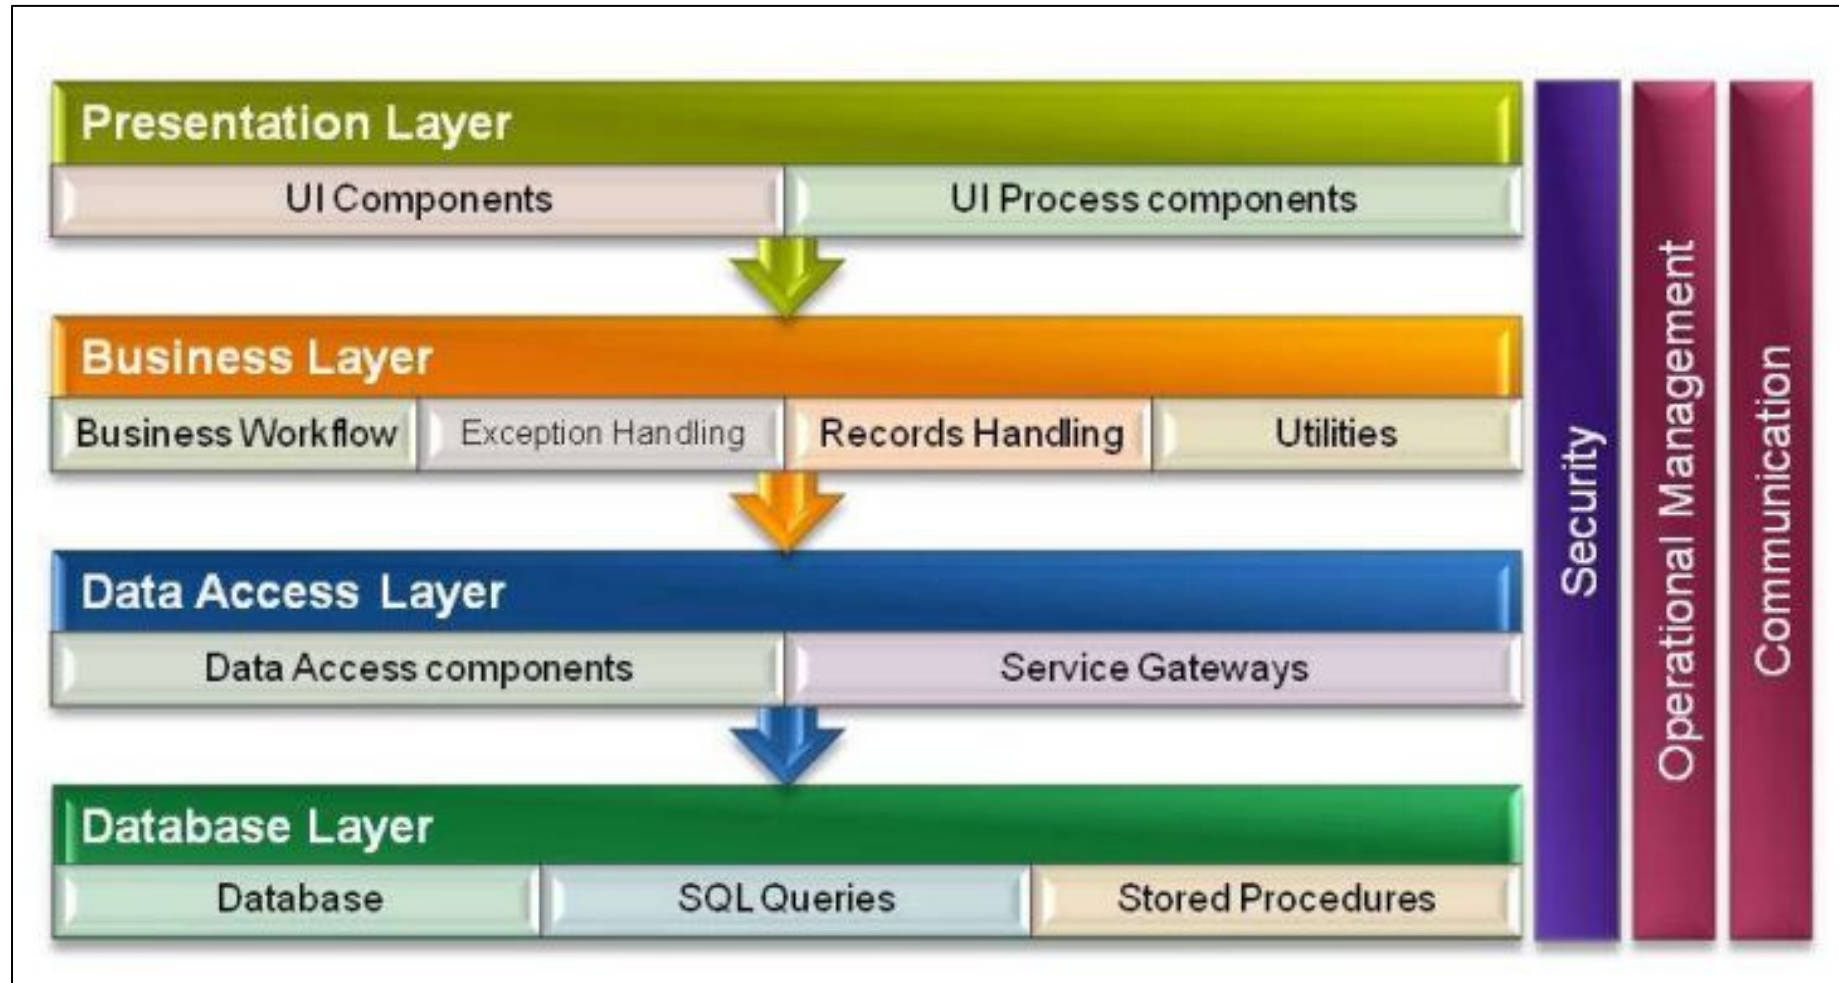 Presentation Layer
UI Components
UI Process components
Business Layer
Business Workflow
Exception Handling
Records Handling
Utilities
Data Access Layer
Data Access components
Service Gateways
Database Layer
Database
SQL Queries
Stored Procedures
Security
Operational Management
Communication